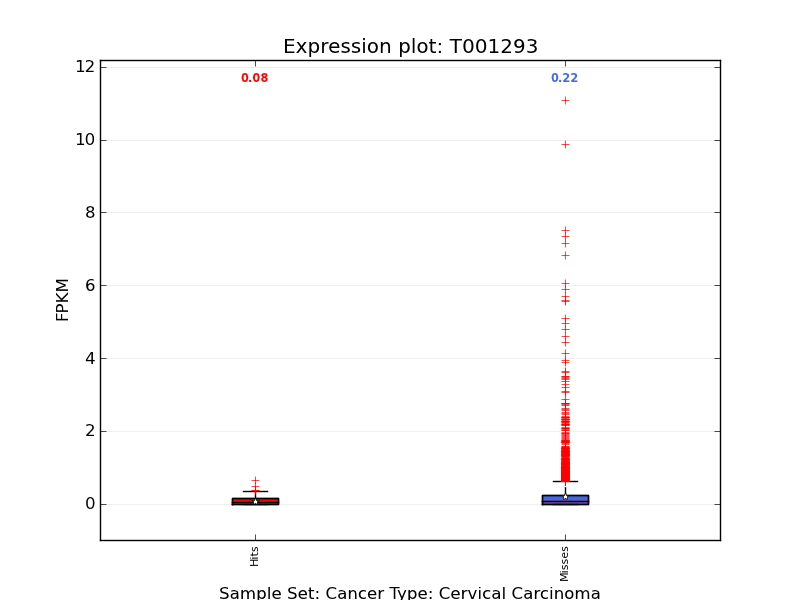 Expression plot: T001293
0.08
0.22
12
10
8
6
4
2
0
FPKM
Hits
Misses
Sample Set: Cancer Type: Cervical Carcinoma